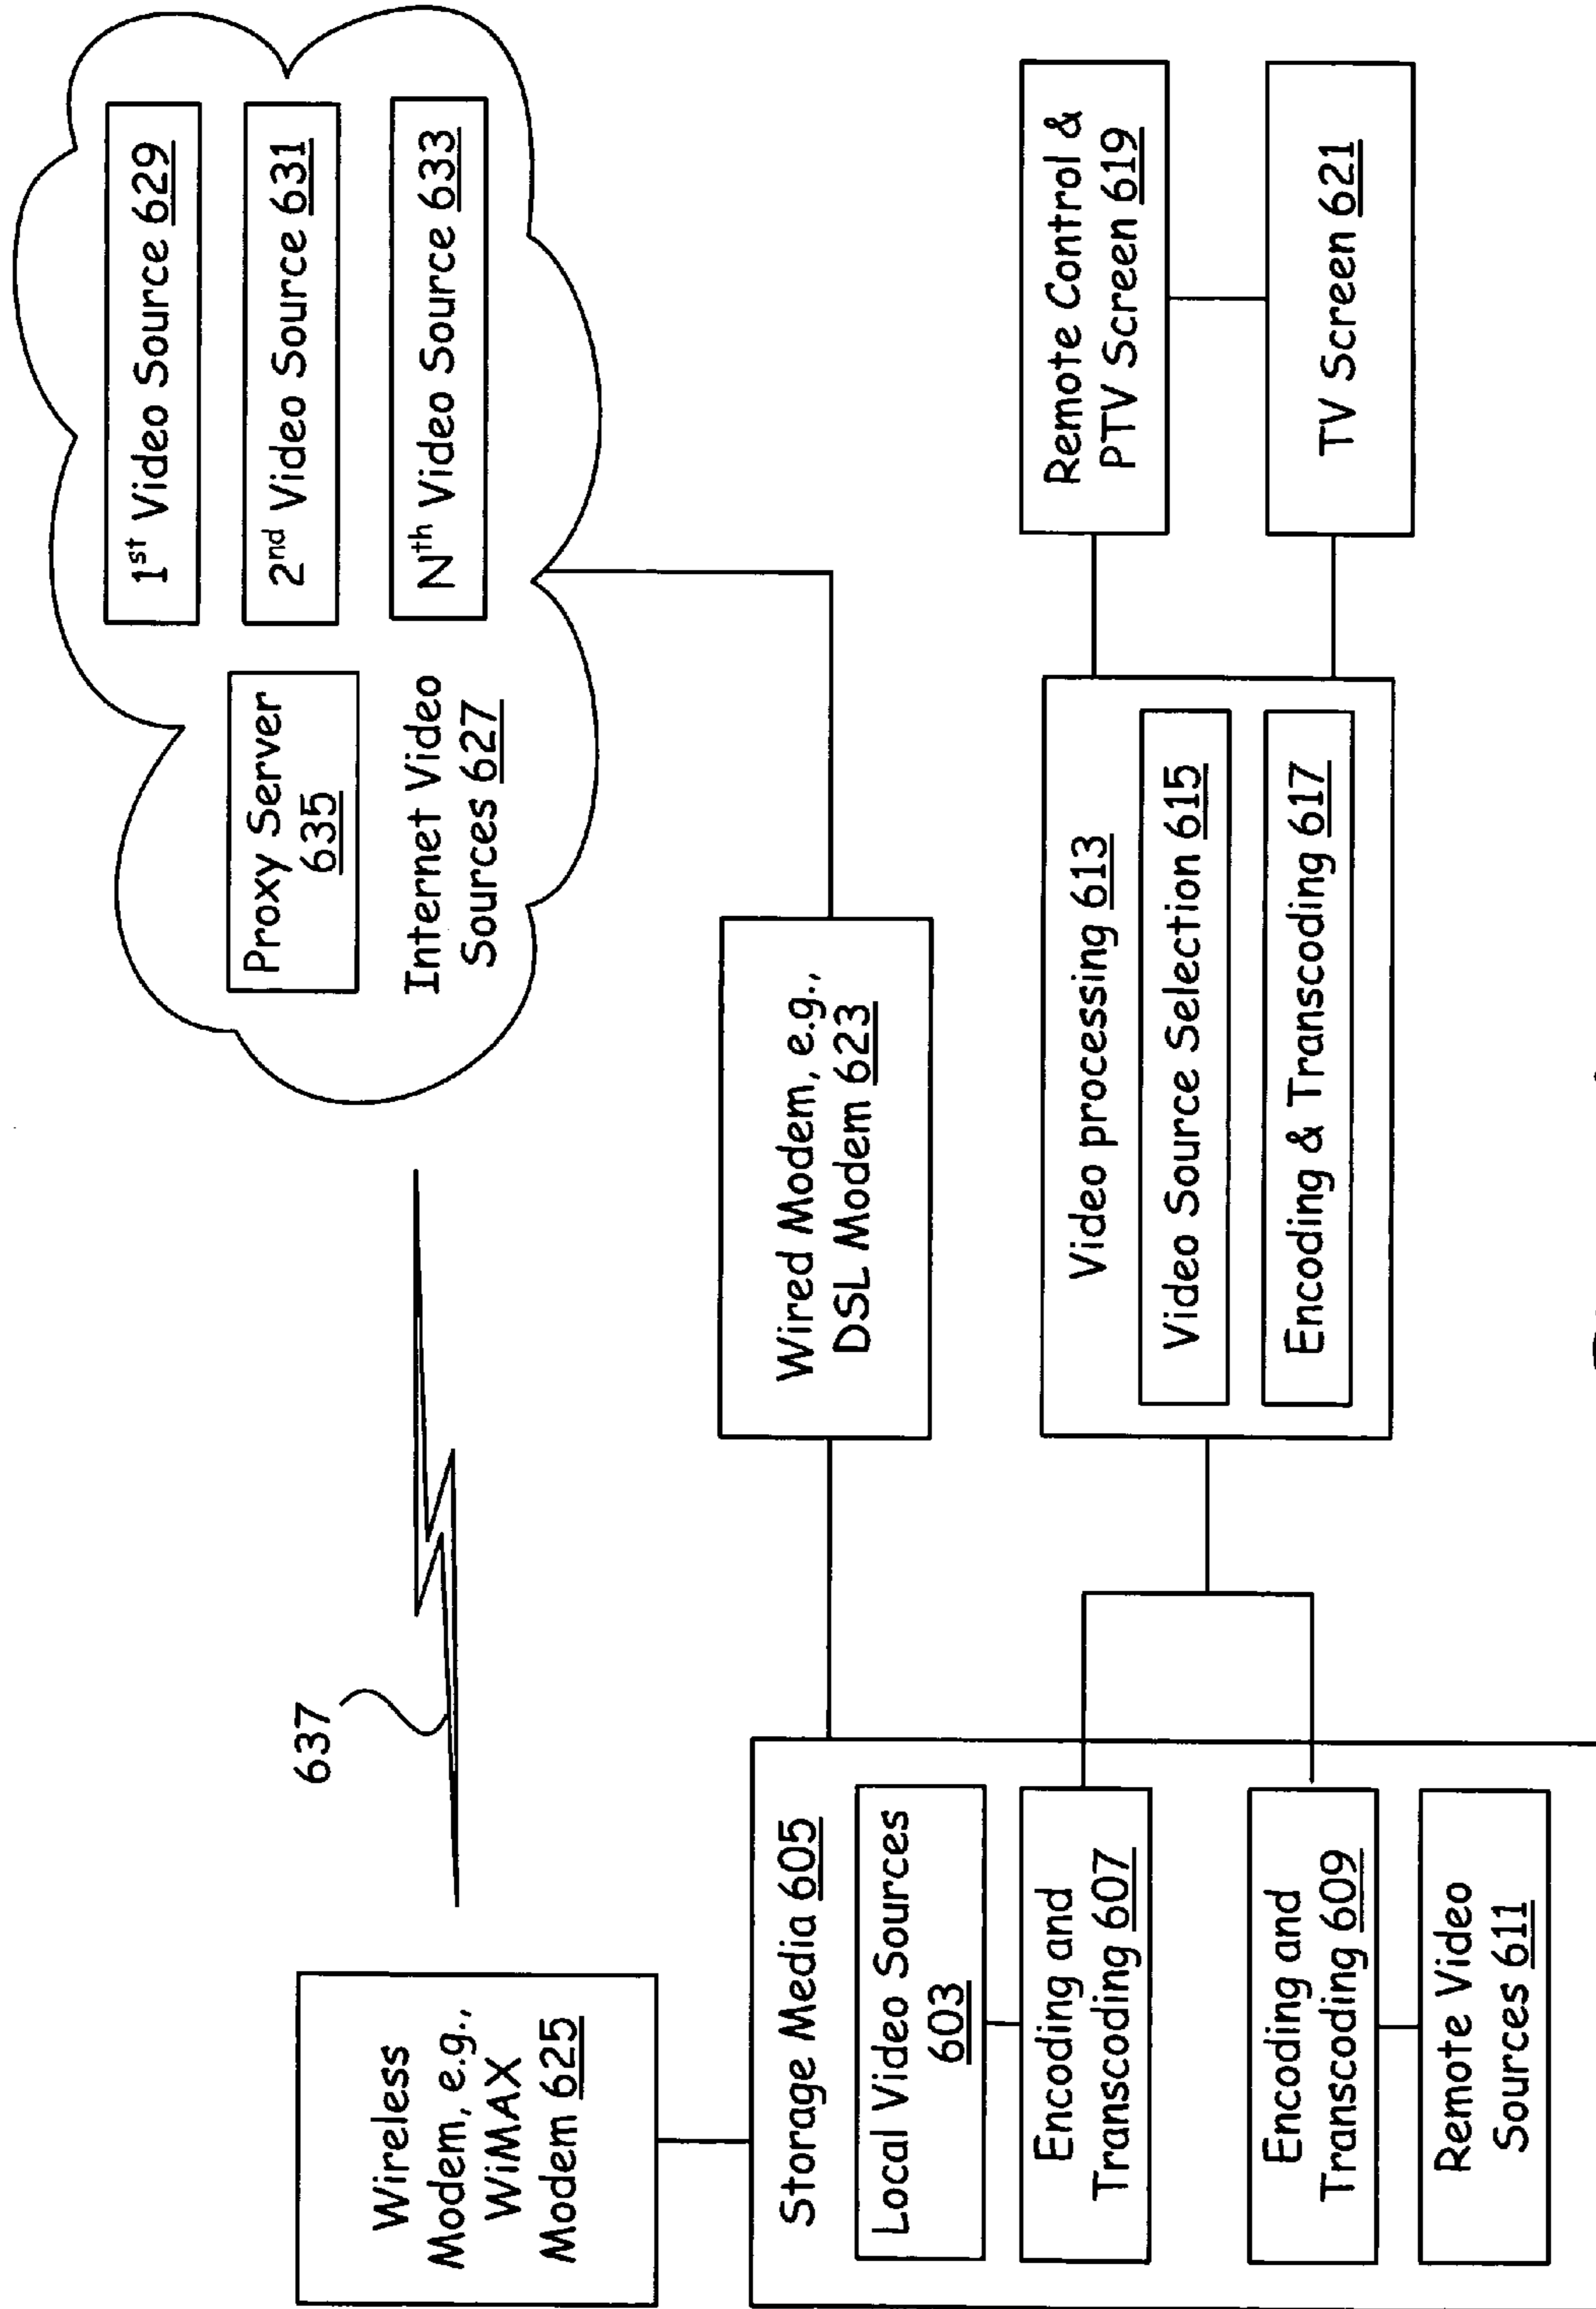 637
Wireless
Modem, e.g.,
WiMAX
Modem 625
Proxy Server
635
Internet Video
Sources 627
1st Video Source 629
2nd Video Source 631
Nth Video Source 633
Wired Modem, e.g.,
DSL Modem 623
Storage Media 605
Local Video Sources
603
Encoding and
Transcoding 607
Encoding and
Transcoding 609
Remote Video
Sources 611
Video processing 613
Video Source Selection 615
Encoding & Transcoding 617
Remote Control &
PTV Screen 619
TV Screen 621